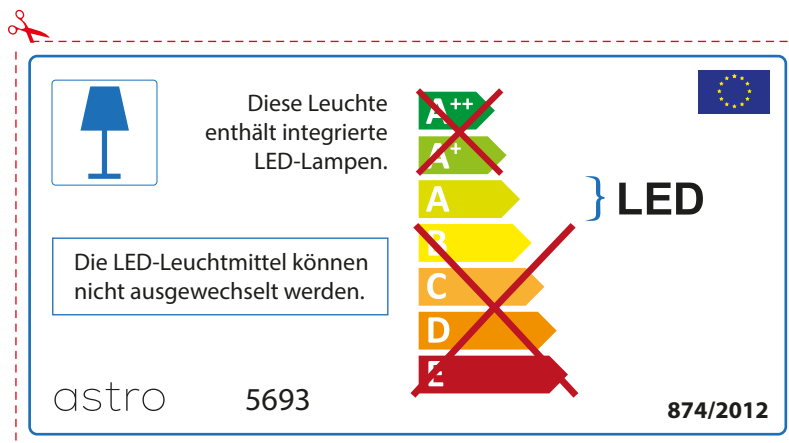 Diese Leuchte
enthält integrierte
LED-Lampen.
Die LED-Leuchtmittel können
nicht ausgewechselt werden.
A++
A+
A
B
C
D
E
LED
astro
5693
874/2012